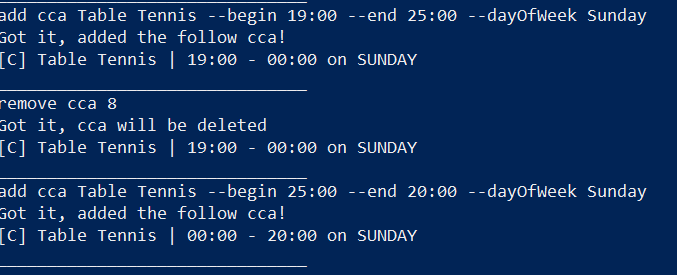 add cca Table Tennis --begin 19:00 --end 25:00 --dayOfWeek Sunday
Got it, added the follow cca!
[C] Table Tennis | 19:00 - 00:00 on SUNDAY
____________________________
remove cca 8
Got it, cca will be deleted
[C] Table Tennis | 19:00 - 00:00 on SUNDAY
____________________________
add cca Table Tennis --begin 25:00 --end 20:00 --dayOfWeek Sunday
Got it, added the follow cca!
[C] Table Tennis | 00:00 - 20:00 on SUNDAY
____________________________